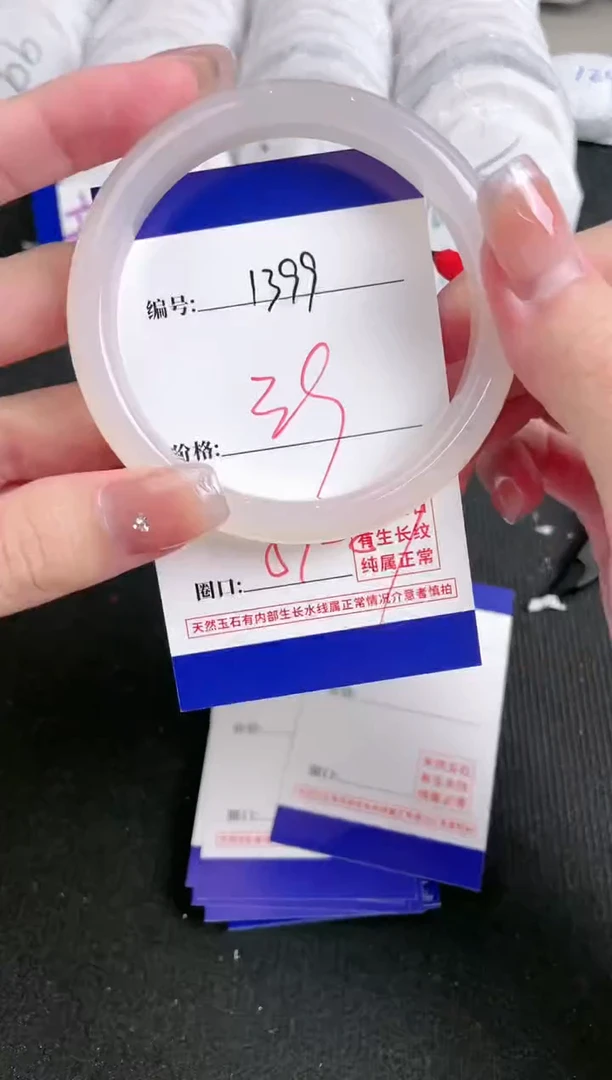 编号: 1399
价格: 39
圈口:
有生长纹
纯属正常
天然玉石有内部生长水线属正常情况介意者慎拍